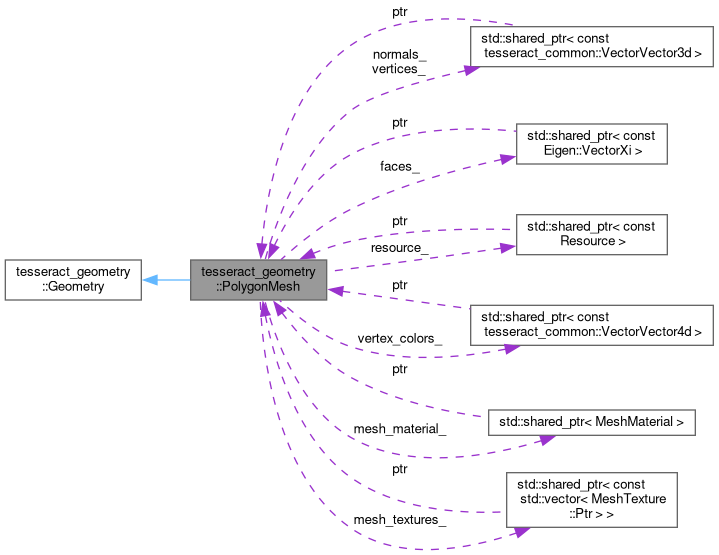 ptr
std::shared_ptr< const
tesseract_common::VectorVector3d >
normals_
vertices_
ptr
std::shared_ptr< const
Eigen::VectorXi >
faces_
ptr
std::shared_ptr< const
Resource >
resource_
tesseract_geometry
::Geometry
tesseract_geometry
::PolygonMesh
ptr
std::shared_ptr< const
tesseract_common::VectorVector4d >
vertex_colors_
ptr
std::shared_ptr< MeshMaterial >
mesh_material_
ptr
std::shared_ptr< const
std::vector< MeshTexture
::Ptr > >
mesh_textures_